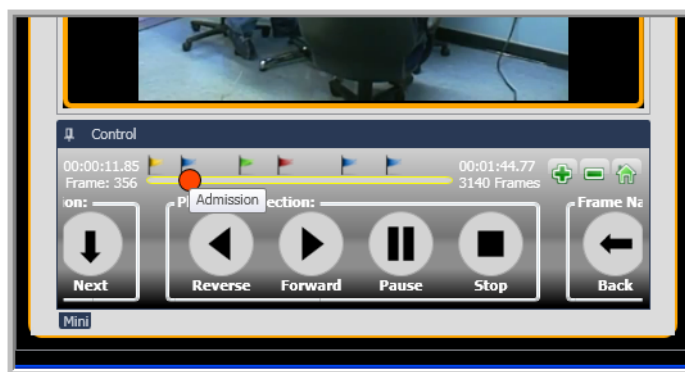 Control
00:00:11.85
Frame: 356
00:01:44.77
3140 Frames
Admission
on:
ection:
Frame Na
Next
Reverse
Forward
Pause
Stop
Back
Mini